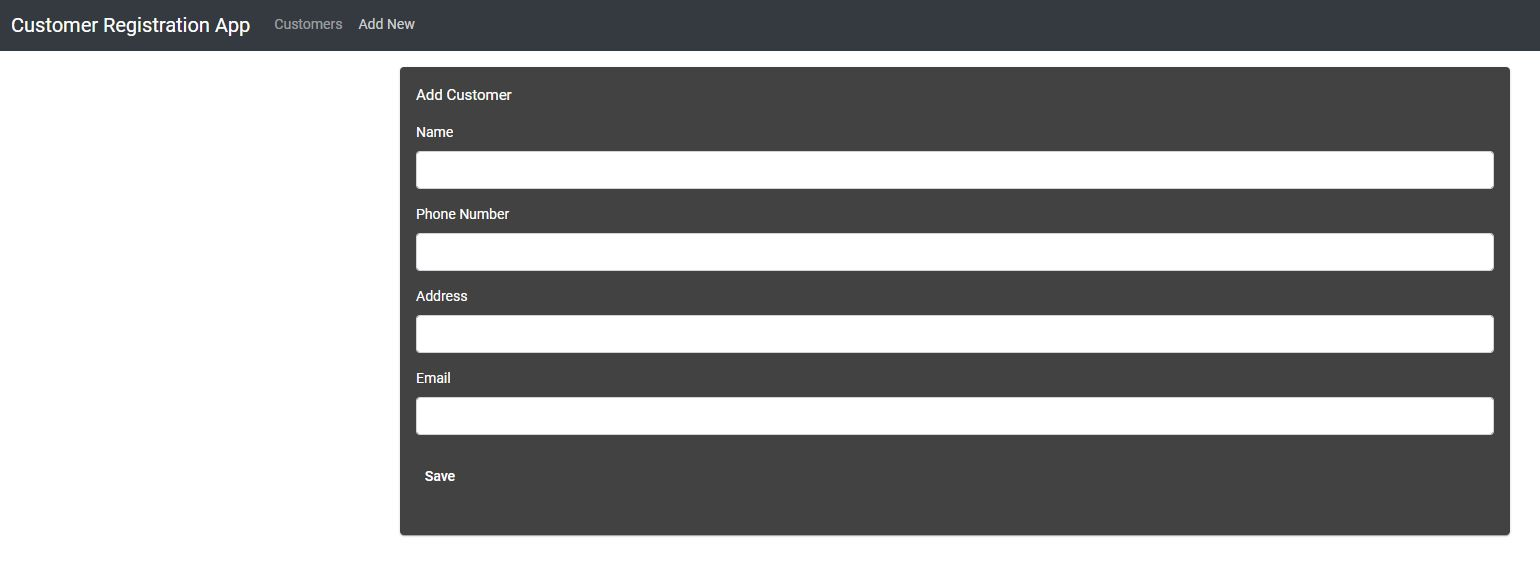 Customer Registration App Customers Add New
Add Customer
Name
Phone Number
Address
Email
Save